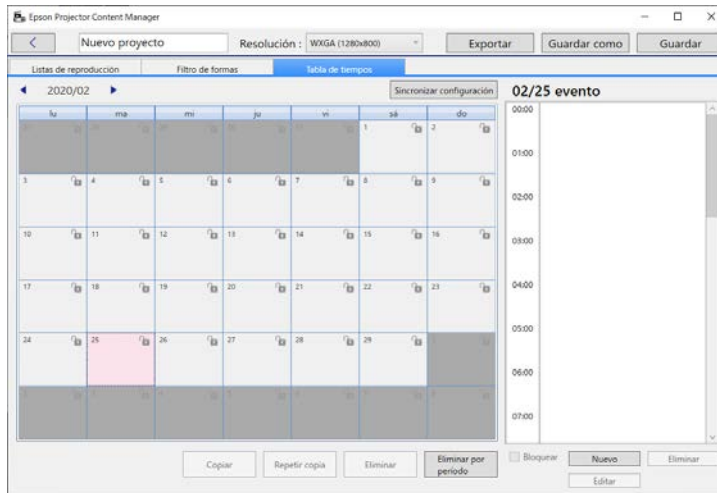 Epson Projector Content Manager
Nuevo proyecto Resolución : WXGA (1280x800) Exportar Guardar como Guardar
Listas de reproducción Filtro de formas Tabla de tiempos
2020/02 Sincronizar configuración 02/25 evento
lu ma mi ju vi sá do
1 2
3 4 5 6 7 8 9
10 11 12 13 14 15 16
17 18 19 20 21 22 23
24 25 26 27 28 29
00:00
01:00
02:00
03:00
04:00
05:00
06:00
07:00
Copiar Repetir copia Eliminar Eliminar por
periodo
Bloquear Nuevo Eliminar
Editar